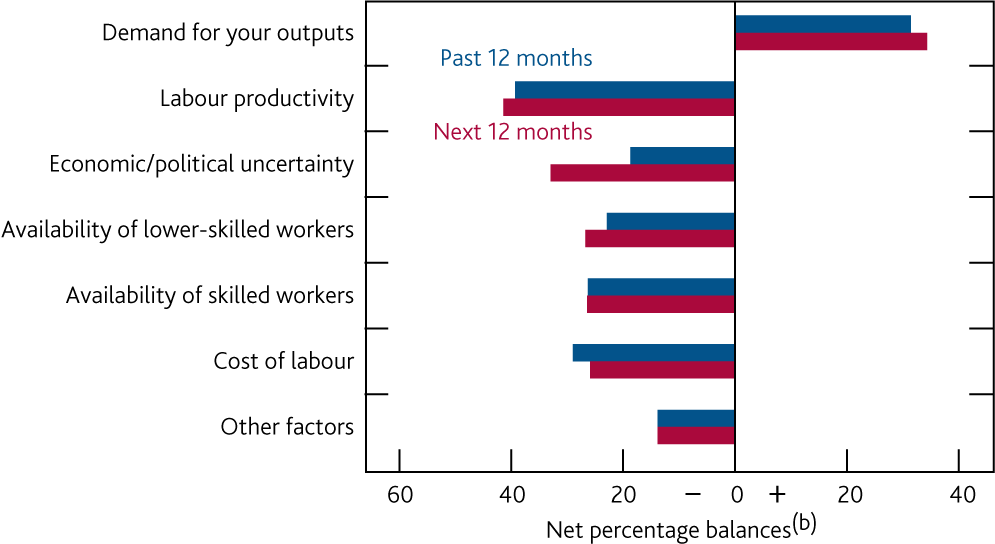 Demand for your outputs
Past 12 months
Labour productivity
Next 12 months
Economic/political uncertainty
Availability of lower-skilled workers
Availability of skilled workers
Cost of labour
Other factors
60 40 20 – 0 + 20 40
Net percentage balances(b)